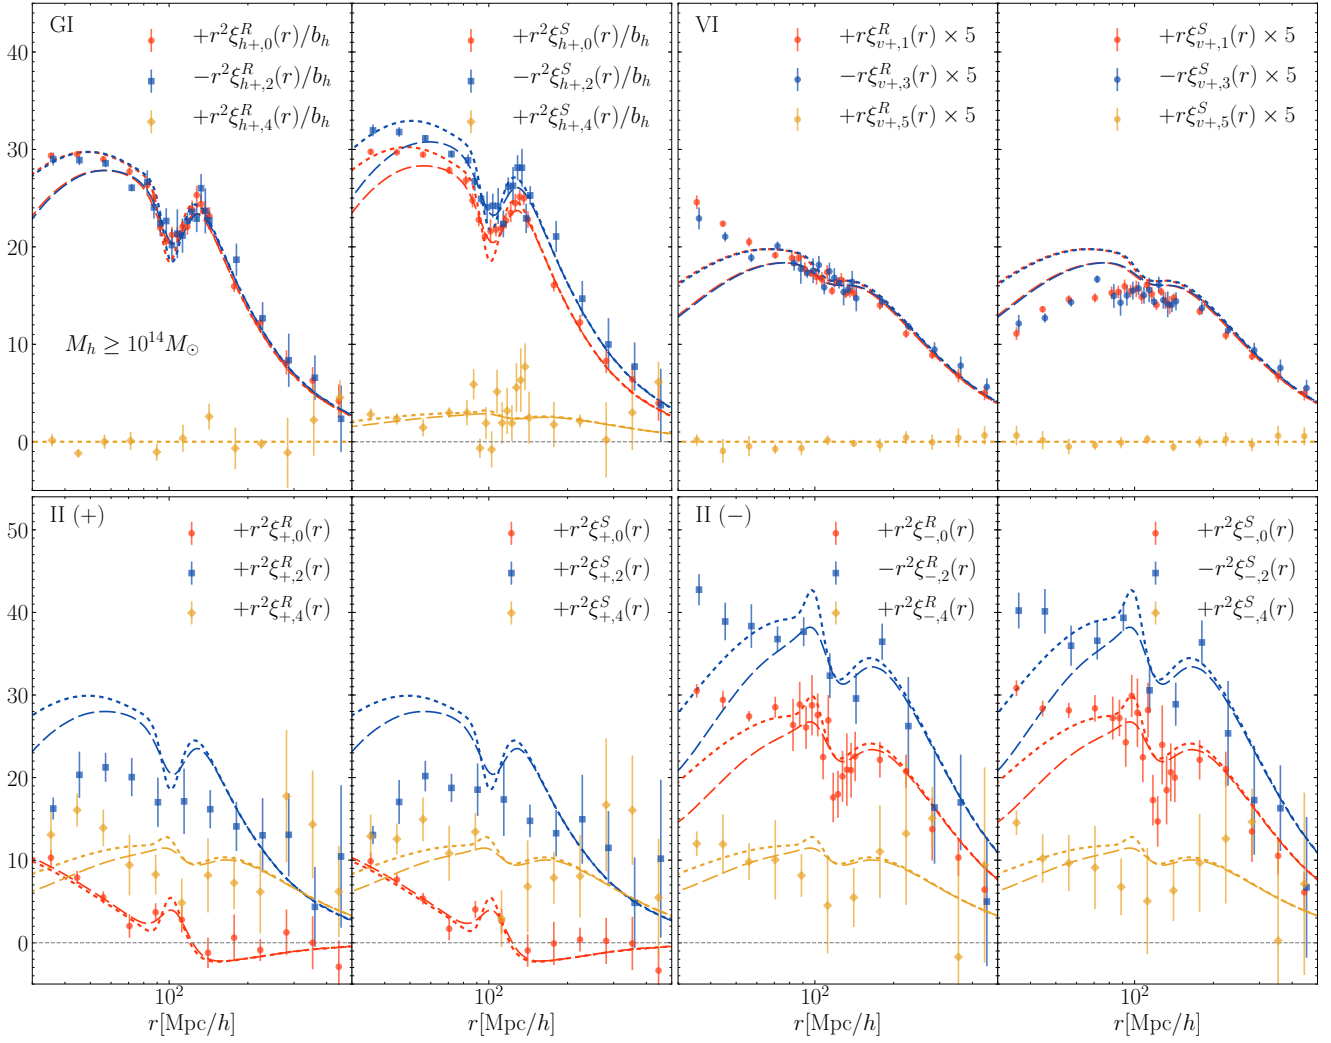 GI
+r²ξ^R_{h+,0}(r)/b_h
−r²ξ^R_{h+,2}(r)/b_h
+r²ξ^R_{h+,4}(r)/b_h
M_h ≥ 10^{14}M_⊙
+r²ξ^S_{h+,0}(r)/b_h
−r²ξ^S_{h+,2}(r)/b_h
+r²ξ^S_{h+,4}(r)/b_h
VI
+rξ^R_{v+,1}(r) × 5
−rξ^R_{v+,3}(r) × 5
+rξ^R_{v+,5}(r) × 5
+rξ^S_{v+,1}(r) × 5
−rξ^S_{v+,3}(r) × 5
+rξ^S_{v+,5}(r) × 5
40
30
20
10
0
II (+)
+r²ξ^R_{+,0}(r)
+r²ξ^R_{+,2}(r)
+r²ξ^R_{+,4}(r)
+r²ξ^S_{+,0}(r)
+r²ξ^S_{+,2}(r)
+r²ξ^S_{+,4}(r)
II (−)
+r²ξ^R_{−,0}(r)
−r²ξ^R_{−,2}(r)
+r²ξ^R_{−,4}(r)
+r²ξ^S_{−,0}(r)
−r²ξ^S_{−,2}(r)
+r²ξ^S_{−,4}(r)
50
40
30
20
10
0
10²
10²
10²
10²
r[Mpc/h]
r[Mpc/h]
r[Mpc/h]
r[Mpc/h]